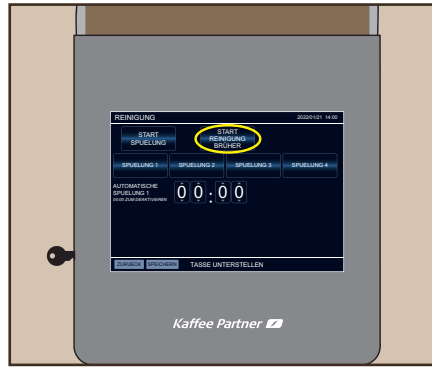 REINIGUNG 2022/01/21 14:00
START
SPUELUNG
START
REINIGUNG
BRÜHER
SPUELUNG 1 SPUELUNG 2 SPUELUNG 3 SPUELUNG 4
AUTOMATISCHE
SPUELUNG 1
00:00 ZUM DEAKTIVIEREN
00:00
ZURUECK SPEICHERN TASSE UNTERSTELLEN
Kaffee Partner